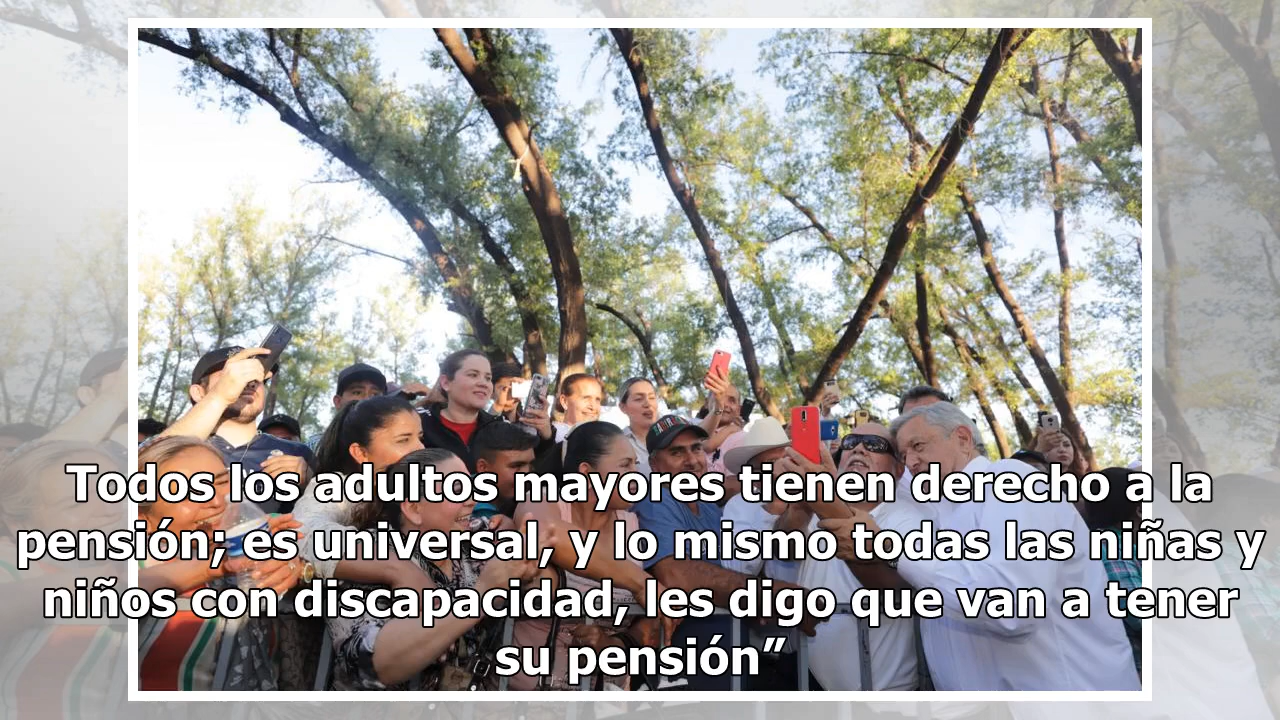 Todos los adultos mayores tienen derecho a la
pensión; es universal, y lo mismo todas las niñas y
niños con discapacidad, les digo que van a tener
su pensión”